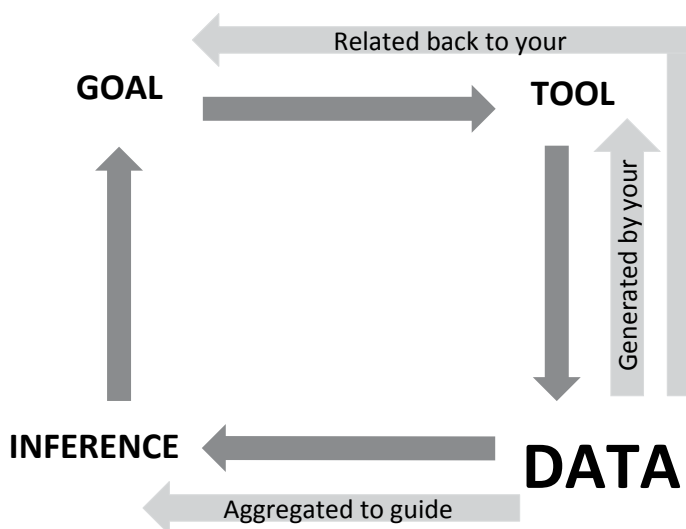 Related back to your
GOAL
TOOL
Generated by your
INFERENCE
DATA
Aggregated to guide